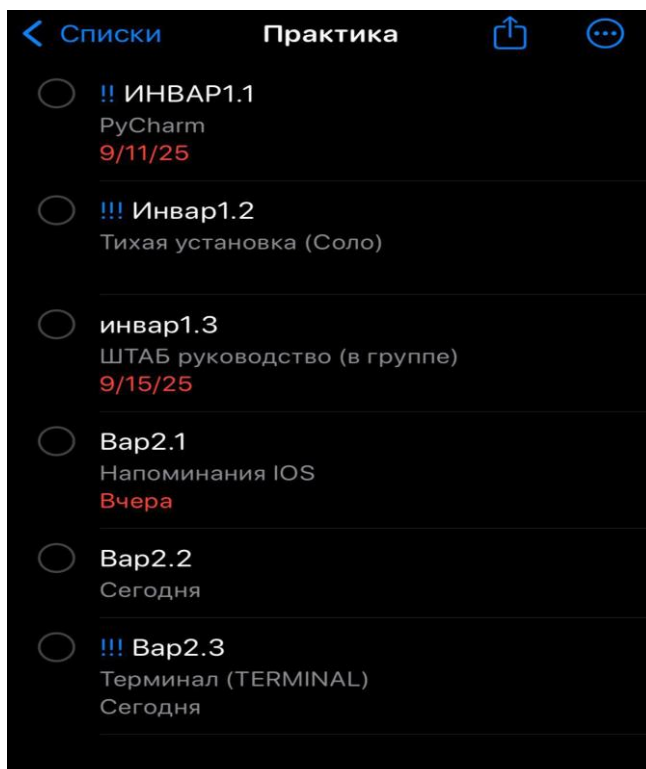 Списки Практика
!! ИНВАР1.1
PyCharm
9/11/25
!!! Инвар1.2
Тихая установка (Соло)
инвар1.3
ШТАБ руководство (в группе)
9/15/25
Вар2.1
Напоминания IOS
Вчера
Вар2.2
Сегодня
!!! Вар2.3
Терминал (TERMINAL)
Сегодня